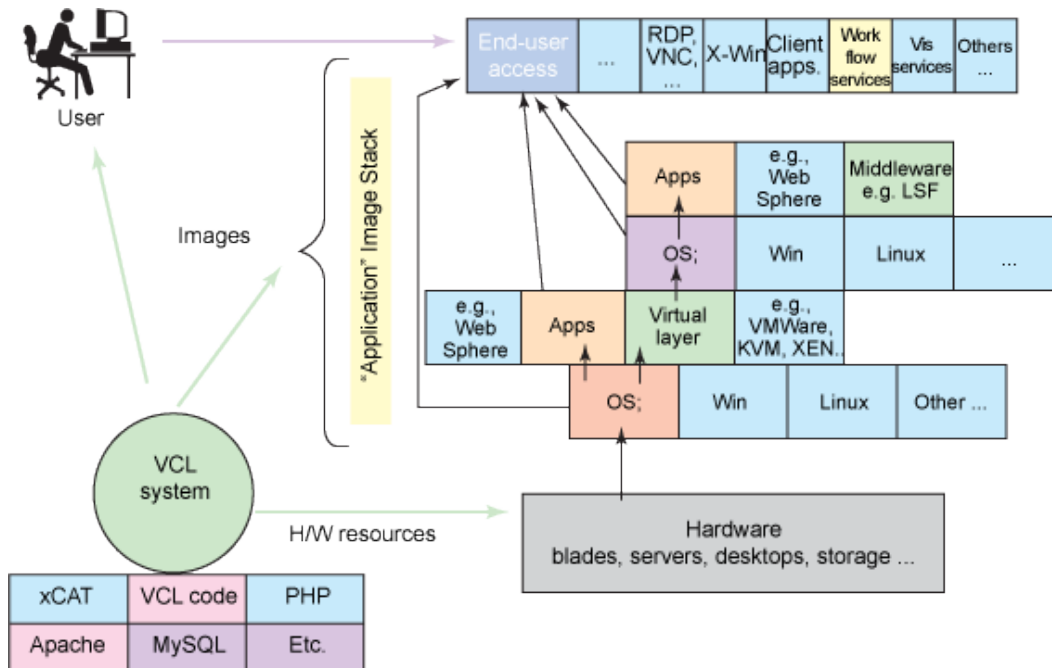 User
End-user
access
...
RDP,
VNC,
...
X-Win
Client
apps.
Work
flow
services
Vis
services
Others
...
Images
"Application" Image Stack
Apps
e.g.,
Web
Sphere
Middleware
e.g. LSF
OS;
Win
Linux
...
e.g.,
Web
Sphere
Apps
Virtual
layer
e.g.,
VMWare,
KVM, XEN..
OS;
Win
Linux
Other ...
VCL
system
H/W resources
Hardware
blades, servers, desktops, storage ...
xCAT
VCL code
PHP
Apache
MySQL
Etc.